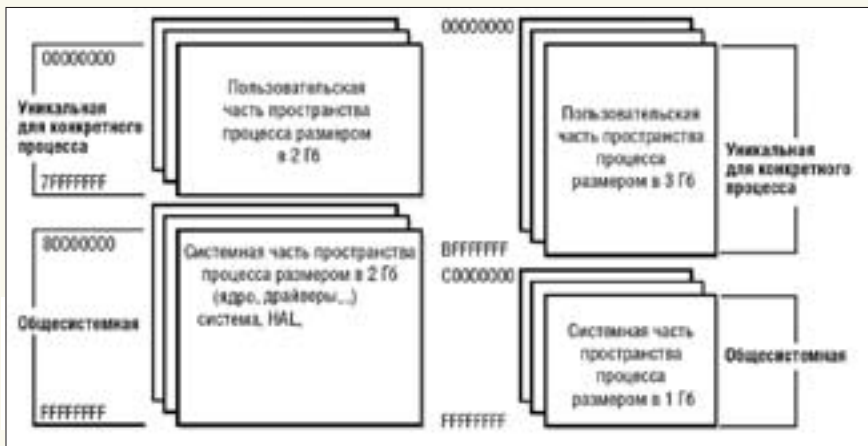 00000000
Уникальная
для конкретного
процесса
7FFFFFFF
Пользовательская
часть пространства
процесса размером
в 2 Гб
80000000
Общесистемная
FFFFFFFF
Системная часть пространства
процесса размером в 2 Гб
(ядро, драйверы,..)
система, HAL,
00000000
Пользовательская
часть пространства
процесса
размером в 3 Гб
Уникальная
для конкретного
процесса
BFFFFFFF
C0000000
Системная часть
пространства
процесса
размером в 1 Гб
Общесистемная
FFFFFFFF